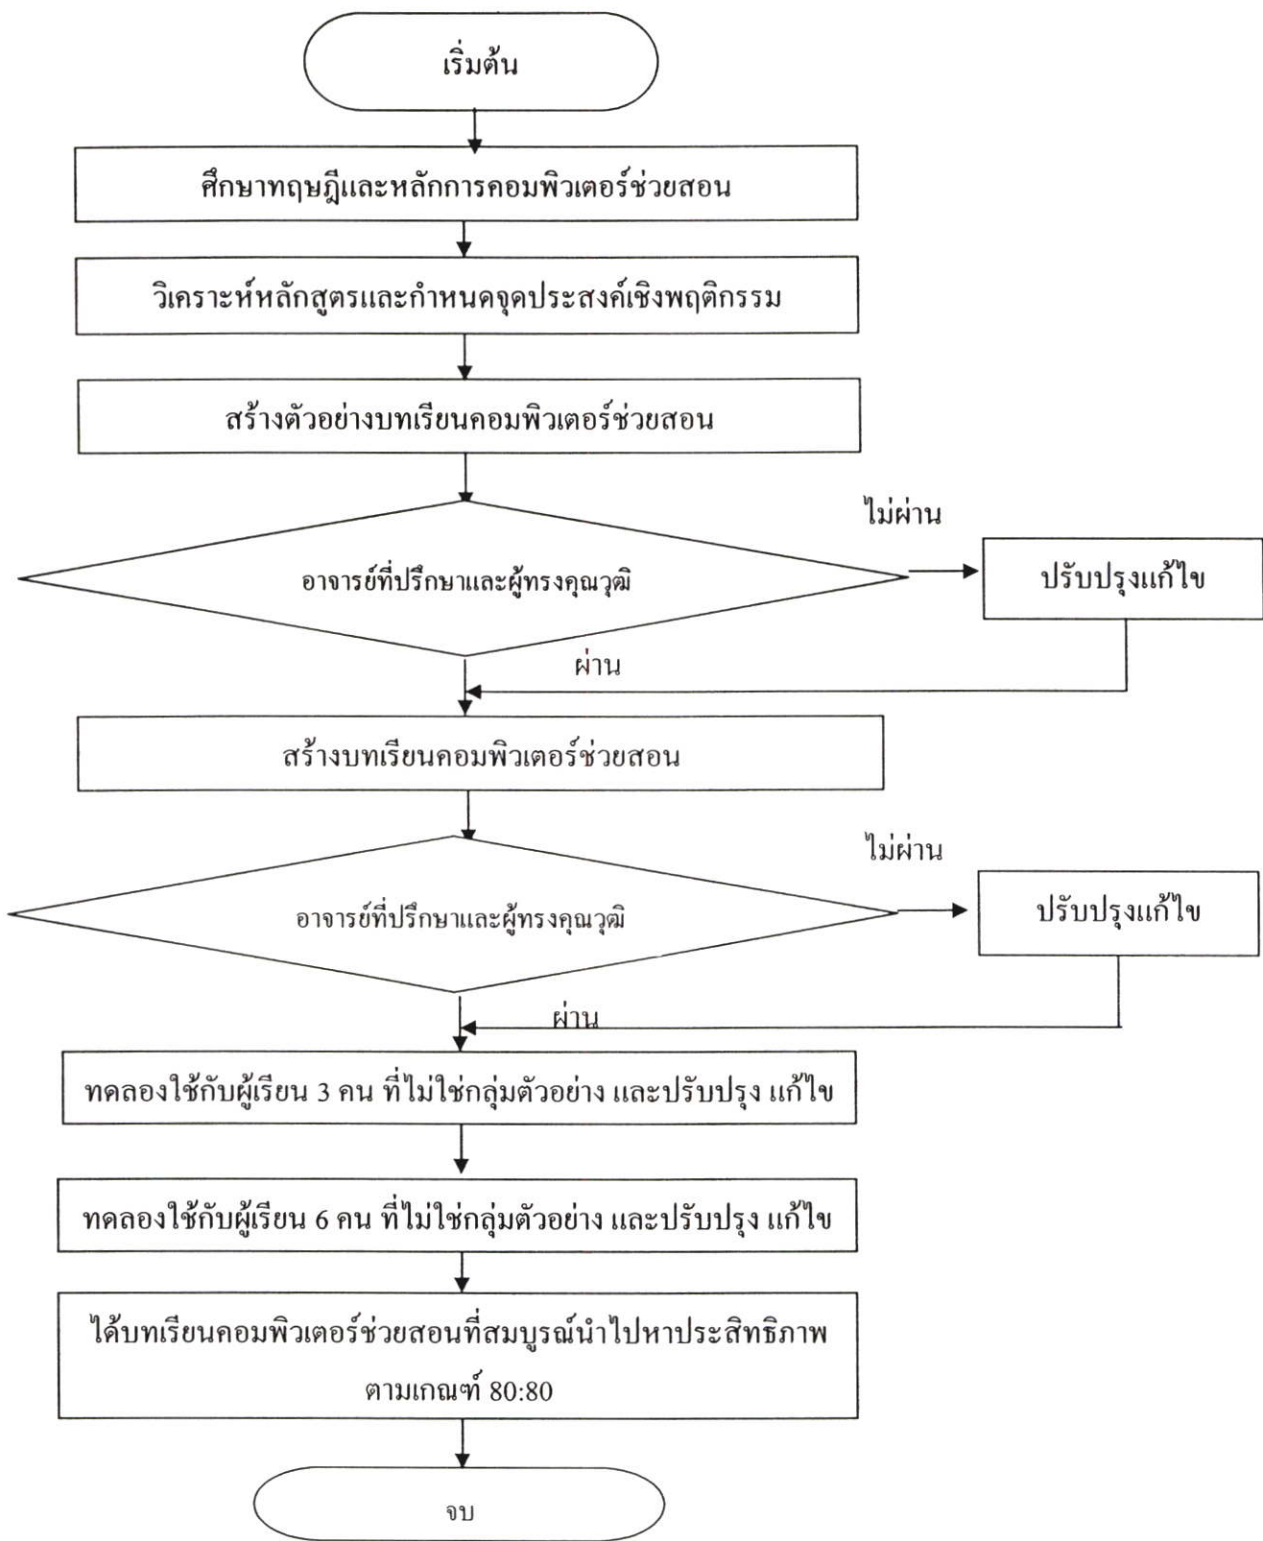 เริ่มต้น
ศึกษาทฤษฎีและหลักการคอมพิวเตอร์ช่วยสอน
วิเคราะห์หลักสูตรและกำหนดจุดประสงค์เชิงพฤติกรรม
สร้างตัวอย่างบทเรียนคอมพิวเตอร์ช่วยสอน
ไม่ผ่าน
อาจารย์ที่ปรึกษาและผู้ทรงคุณวุฒิ
ปรับปรุงแก้ไข
ผ่าน
สร้างบทเรียนคอมพิวเตอร์ช่วยสอน
ไม่ผ่าน
อาจารย์ที่ปรึกษาและผู้ทรงคุณวุฒิ
ปรับปรุงแก้ไข
ผ่าน
ทดลองใช้กับผู้เรียน 3 คน ที่ไม่ใช่กลุ่มตัวอย่าง และปรับปรุง แก้ไข
ทดลองใช้กับผู้เรียน 6 คน ที่ไม่ใช่กลุ่มตัวอย่าง และปรับปรุง แก้ไข
ได้บทเรียนคอมพิวเตอร์ช่วยสอนที่สมบูรณ์นำไปหาประสิทธิภาพ
ตามเกณฑ์ 80:80
จบ